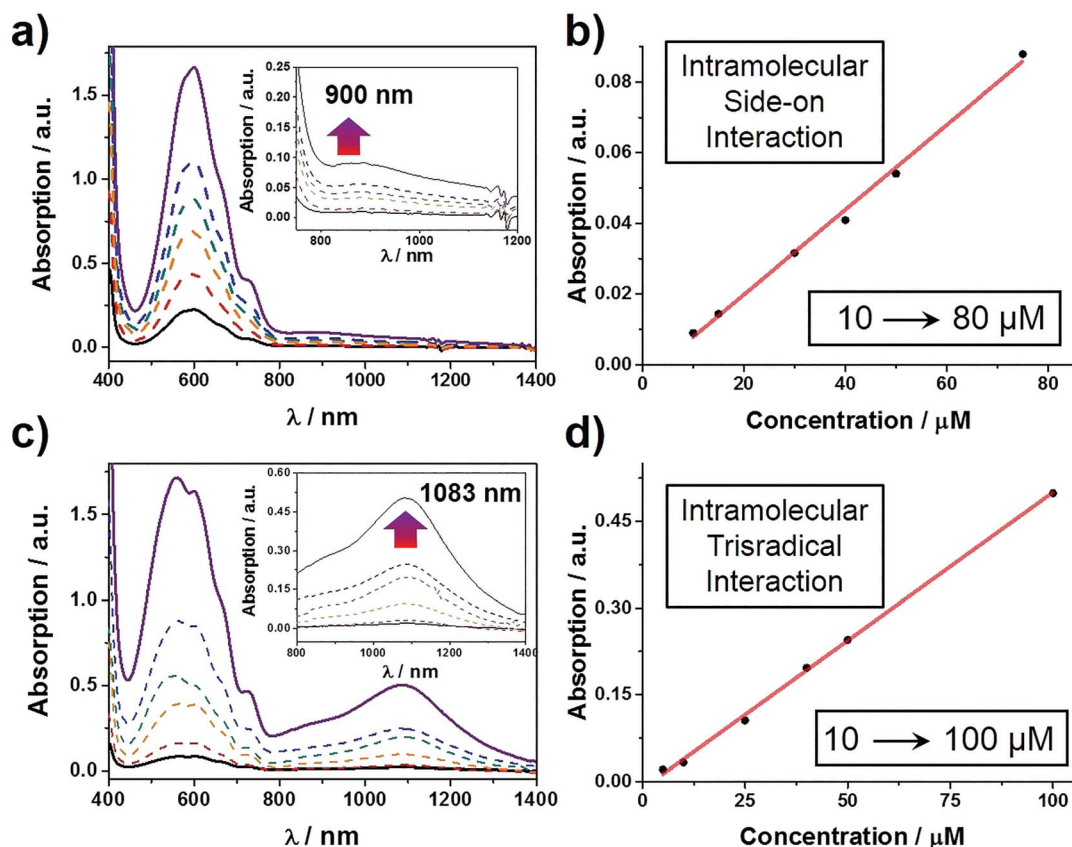 a)
Absorption / a.u.
1.5
1.0
0.5
0.0
400 600 800 1000 1200 1400
λ / nm
Absorption / a.u.
0.25
0.20
0.15
0.10
0.05
0.00
900 nm
800 1000 1200
λ / nm
b)
Absorption / a.u.
0.08
0.06
0.04
0.02
0.00
Intramolecular
Side-on
Interaction
10 → 80 μM
0 20 40 60 80
Concentration / μM
c)
Absorption / a.u.
1.5
1.0
0.5
0.0
400 600 800 1000 1200 1400
λ / nm
Absorption / a.u.
0.60
0.45
0.30
0.15
0.00
1083 nm
800 1000 1200 1400
λ / nm
d)
Absorption / a.u.
0.45
0.30
0.15
0.00
Intramolecular
Trisradical
Interaction
10 → 100 μM
0 25 50 75 100
Concentration / μM